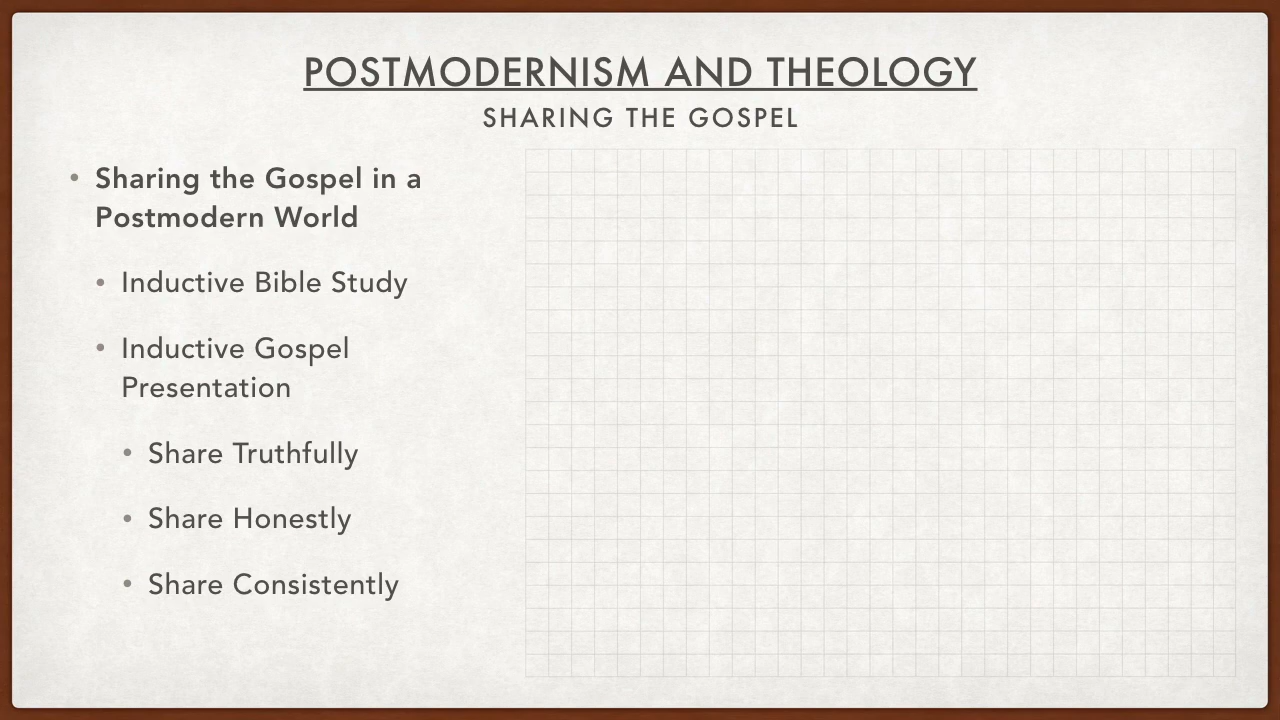 POSTMODERNISM AND THEOLOGY
SHARING THE GOSPEL
• Sharing the Gospel in a
Postmodern World
• Inductive Bible Study
• Inductive Gospel
Presentation
• Share Truthfully
• Share Honestly
• Share Consistently